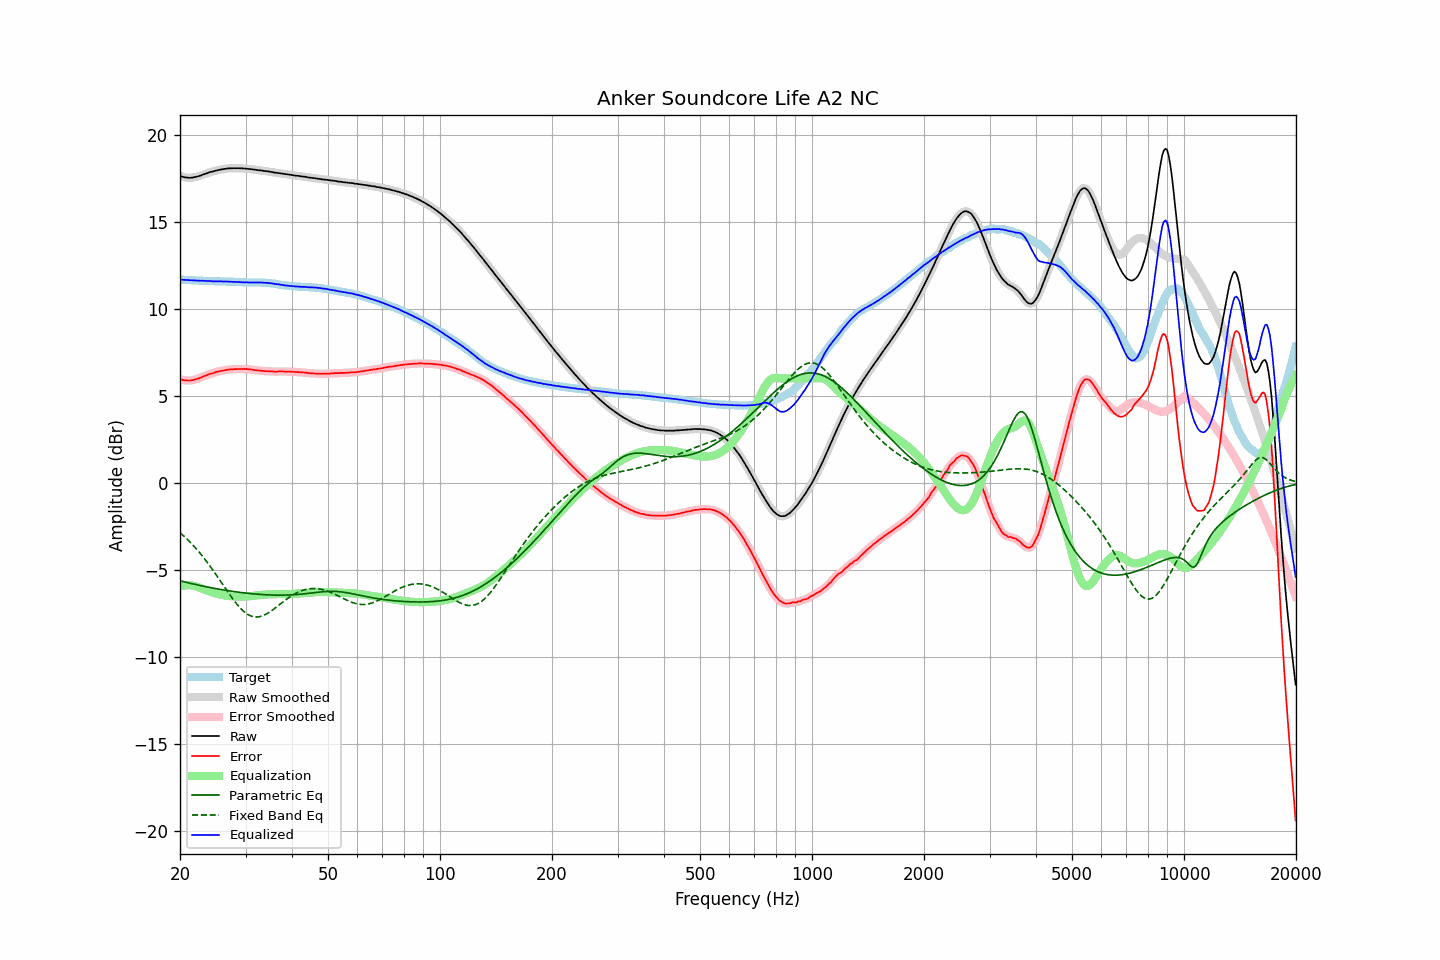 Anker Soundcore Life A2 NC
Amplitude (dBr)
20
15
10
5
0
−5
−10
−15
−20
Target
Raw Smoothed
Error Smoothed
Raw
Error
Equalization
Parametric Eq
Fixed Band Eq
Equalized
20 50 100 200 500 1000 2000 5000 10000 20000
Frequency (Hz)